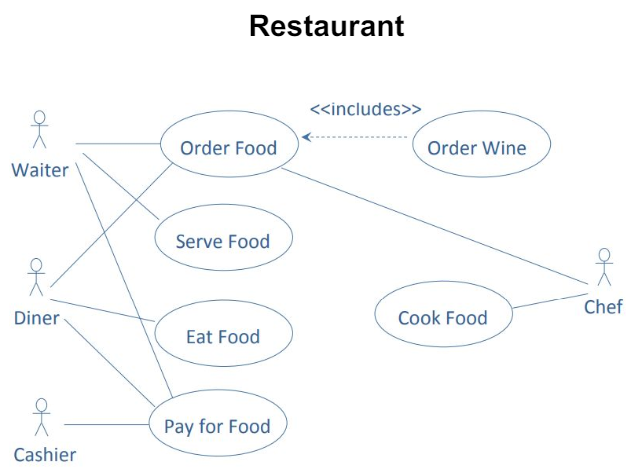 Restaurant
<<includes>>
Order Food
Order Wine
Waiter
Serve Food
Chef
Diner
Cook Food
Eat Food
Pay for Food
Cashier